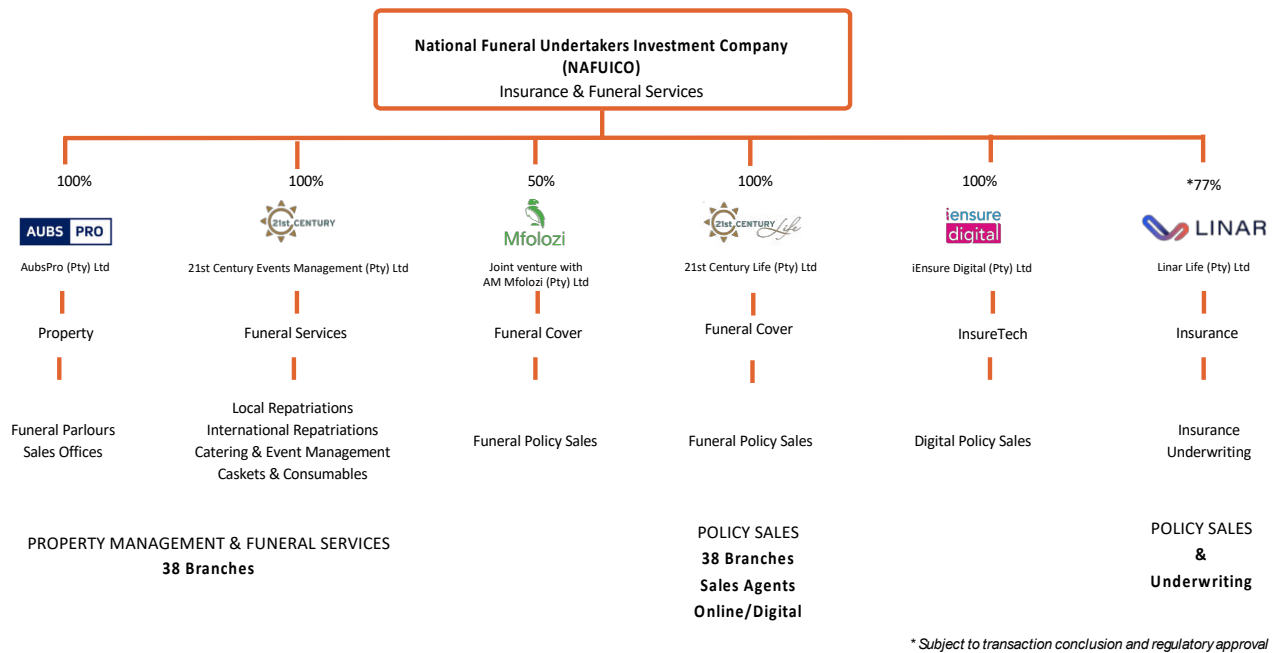 National Funeral Undertakers Investment Company
(NAFUICO)
Insurance & Funeral Services
100%
100%
50%
100%
100%
*77%
AUBS PRO
21st CENTURY
Mfolozi
21st CENTURY Life
iensure
digital
LINAR
AubsPro (Pty) Ltd
21st Century Events Management (Pty) Ltd
Joint venture with
AM Mfolozi (Pty) Ltd
21st Century Life (Pty) Ltd
iEnsure Digital (Pty) Ltd
Linar Life (Pty) Ltd
Property
Funeral Services
Funeral Cover
Funeral Cover
InsureTech
Insurance
Funeral Parlours
Sales Offices
Local Repatriations
International Repatriations
Catering & Event Management
Caskets & Consumables
Funeral Policy Sales
Funeral Policy Sales
Digital Policy Sales
Insurance
Underwriting
PROPERTY MANAGEMENT & FUNERAL SERVICES
38 Branches
POLICY SALES
38 Branches
Sales Agents
Online/Digital
POLICY SALES
&
Underwriting
* Subject to transaction conclusion and regulatory approval